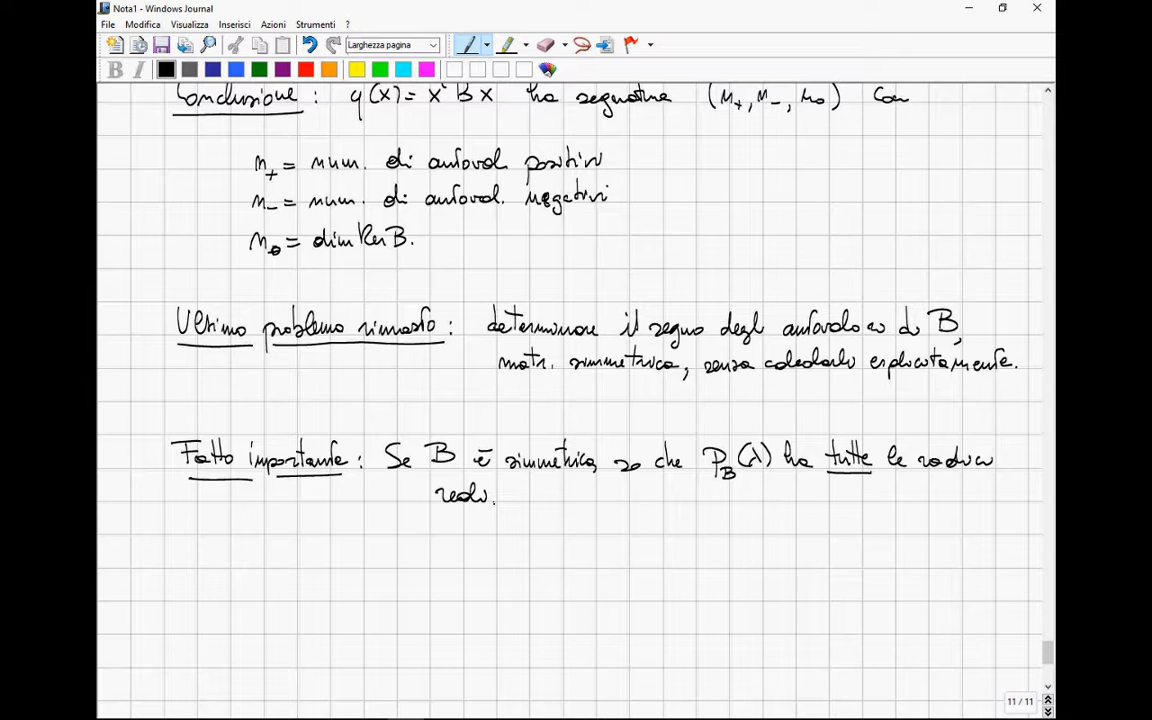 Nota1 - Windows Journal
File Modifica Visualizza Inserisci Azioni Strumenti ?
Larghezza pagina
B I
Conclusione : q(x) = xᵗ B x ha segnatura (n₊, n₋, n₀) con
n₊ = num. di autoval. positivi
n₋ = num. di autoval. negativi
n₀ = dim Ker B.
Ultimo problema rimasto : determinare il segno degli autovalori di B,
matr. simmetrica, senza calcolarli esplicitamente.
Fatto importante : Se B è simmetrica, so che P_B(λ) ha tutte le radici
reali.
11 / 11